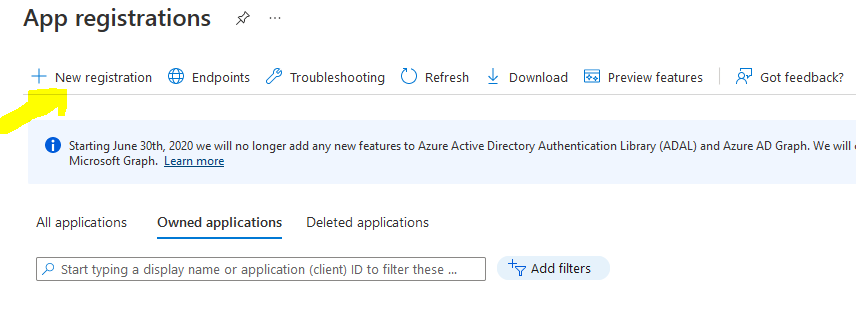 App registrations
New registration Endpoints Troubleshooting Refresh Download Preview features Got feedback?
Starting June 30th, 2020 we will no longer add any new features to Azure Active Directory Authentication Library (ADAL) and Azure AD Graph. We will
Microsoft Graph. Learn more
All applications Owned applications Deleted applications
Start typing a display name or application (client) ID to filter these ... Add filters